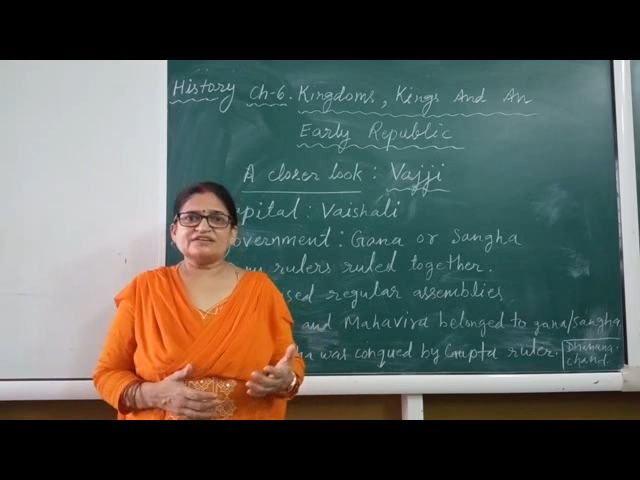 History Ch-6. Kingdoms, Kings And An
Early Republic
A closer look : Vajji
pital : Vaishali
overnment : Gana or Sangha
rulers ruled together.
sed regular assemblies
and Mahavira belonged to gana/Sangha
was conqued by Gupta ruler.
Dhanana.
chand.